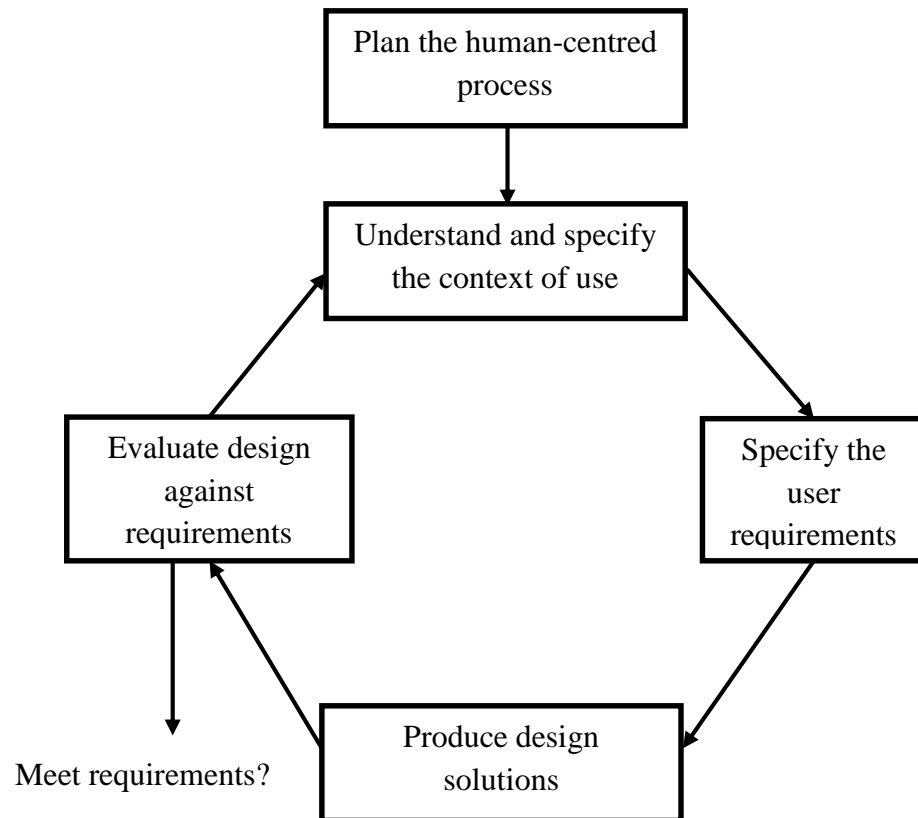 Plan the human-centred
process
Understand and specify
the context of use
Evaluate design
against
requirements
Specify the
user
requirements
Produce design
solutions
Meet requirements?